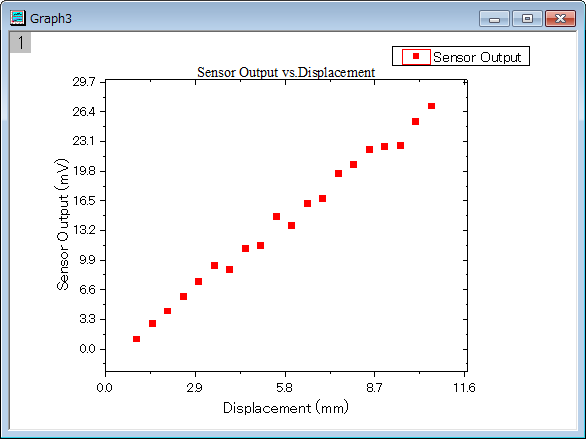 Graph3
1
Sensor Output
Sensor Output vs.Displacement
29.7
26.4
23.1
19.8
16.5
13.2
9.9
6.6
3.3
0.0
Sensor Output (mV)
0.0 2.9 5.8 8.7 11.6
Displacement (mm)